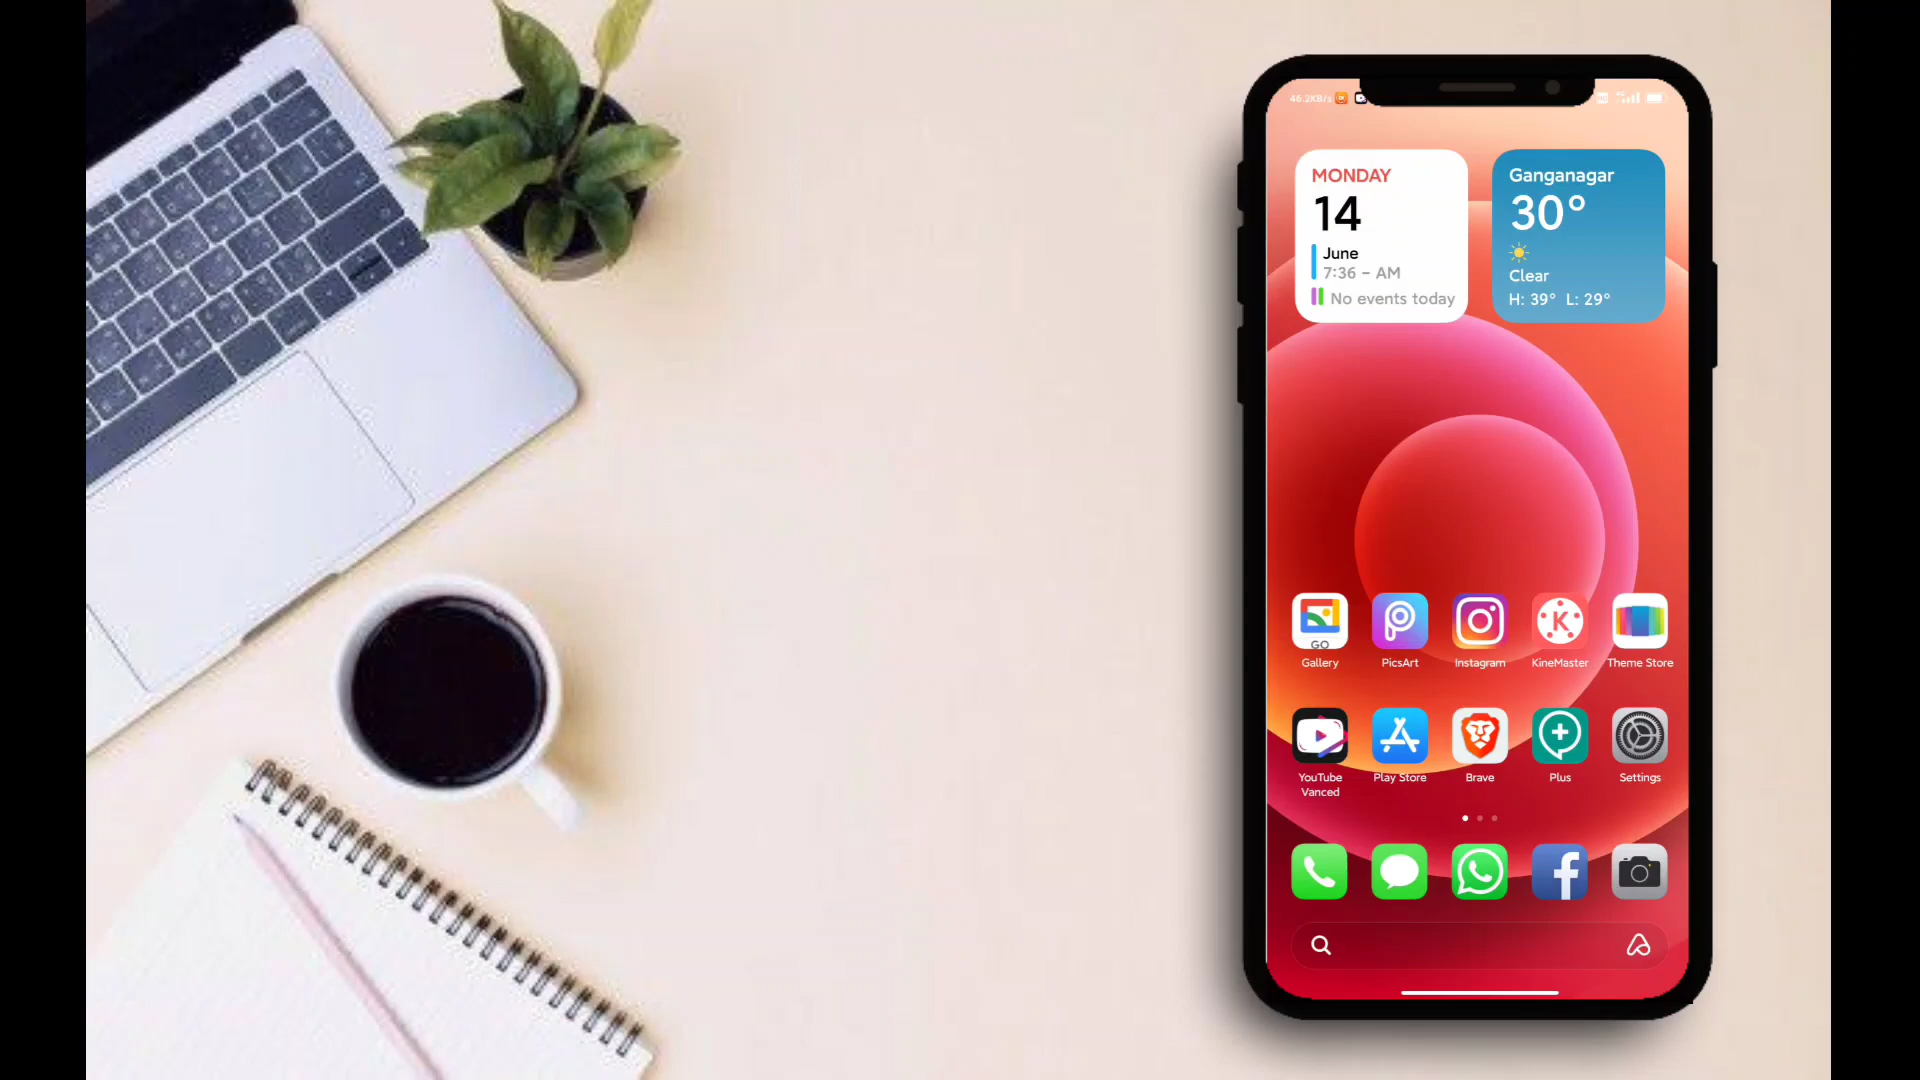 46.2KB/s
MONDAY
14
June
7:36 - AM
No events today
Ganganagar
30°
Clear
H: 39° L: 29°
GO
Gallery
PicsArt
Instagram
KineMaster
Theme Store
YouTube
Vanced
Play Store
Brave
Plus
Settings